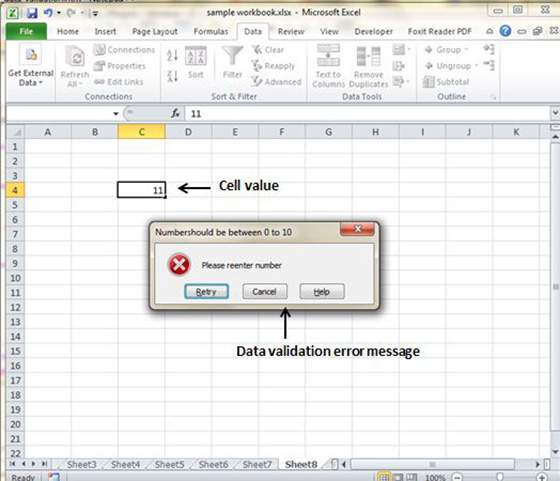 sample workbook.xlsx - Microsoft Excel
File Home Insert Page Layout Formulas Data Review View Developer Foxit Reader PDF
Get External Data
Refresh All
Connections
Properties
Edit Links
Connections
Sort
Filter
Clear
Reapply
Advanced
Sort & Filter
Text to Columns
Remove Duplicates
Data Tools
Group
Ungroup
Subtotal
Outline
fx 11
A B C D E F G H I J K
1
2
3
4 11 Cell value
5
6
7 Numbershould be between 0 to 10
8
9 Please reenter number
10
11 Retry Cancel Help
12
13
14
15 Data validation error message
16
17
18
19
20
21
22
Sheet3 Sheet4 Sheet5 Sheet6 Sheet7 Sheet8
Ready 100%